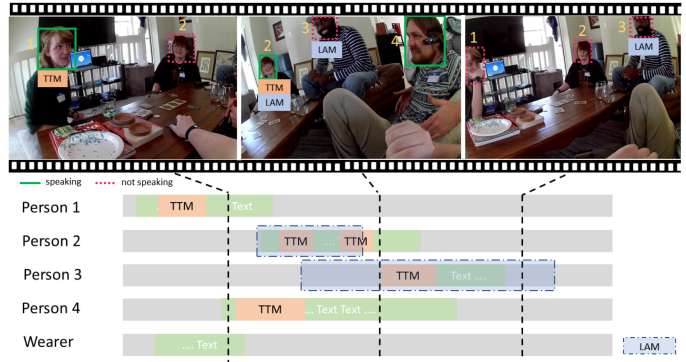 1
2
TTM
2
TTM
LAM
3
LAM
4
1
2
3
speaking
not speaking
Person 1
TTM
Text
Person 2
TTM
....
TTM
Person 3
TTM
Text ....
Person 4
TTM
... Text Text ....
Wearer
.... Text
LAM